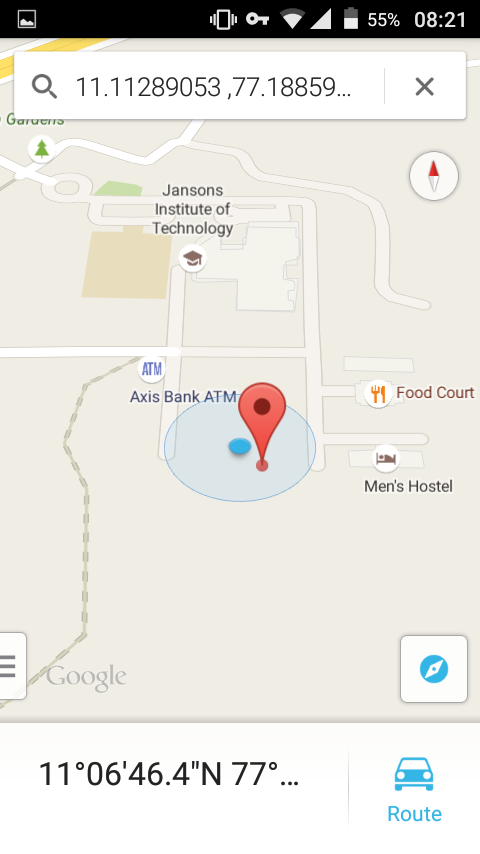 55% 08:21
11.11289053 ,77.18859...
Gardens
Jansons
Institute of
Technology
ATM
Axis Bank ATM
Food Court
Men's Hostel
Google
11°06'46.4"N 77°...
Route